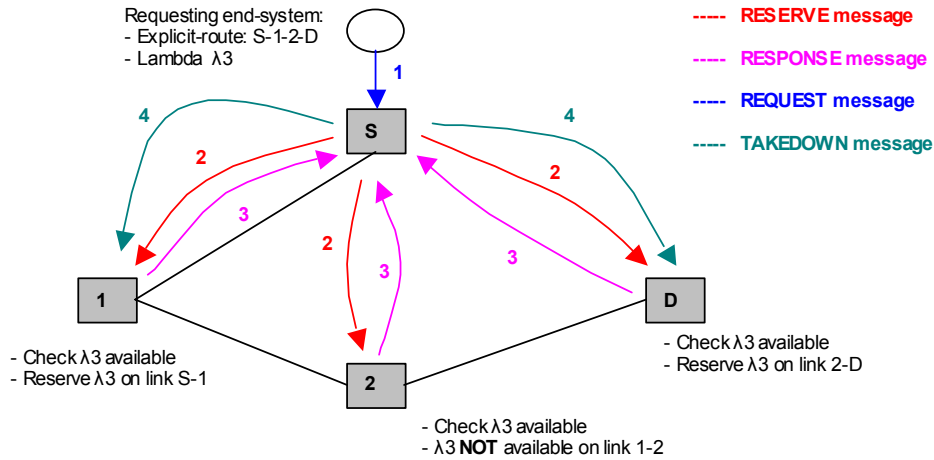 Requesting end-system:
- Explicit-route: S-1-2-D
- Lambda λ3
----- RESERVE message
----- RESPONSE message
----- REQUEST message
----- TAKEDOWN message
1
S
4
4
2
2
3
2
3
3
1
D
2
- Check λ3 available
- Reserve λ3 on link S-1
- Check λ3 available
- Reserve λ3 on link 2-D
- Check λ3 available
- λ3 NOT available on link 1-2